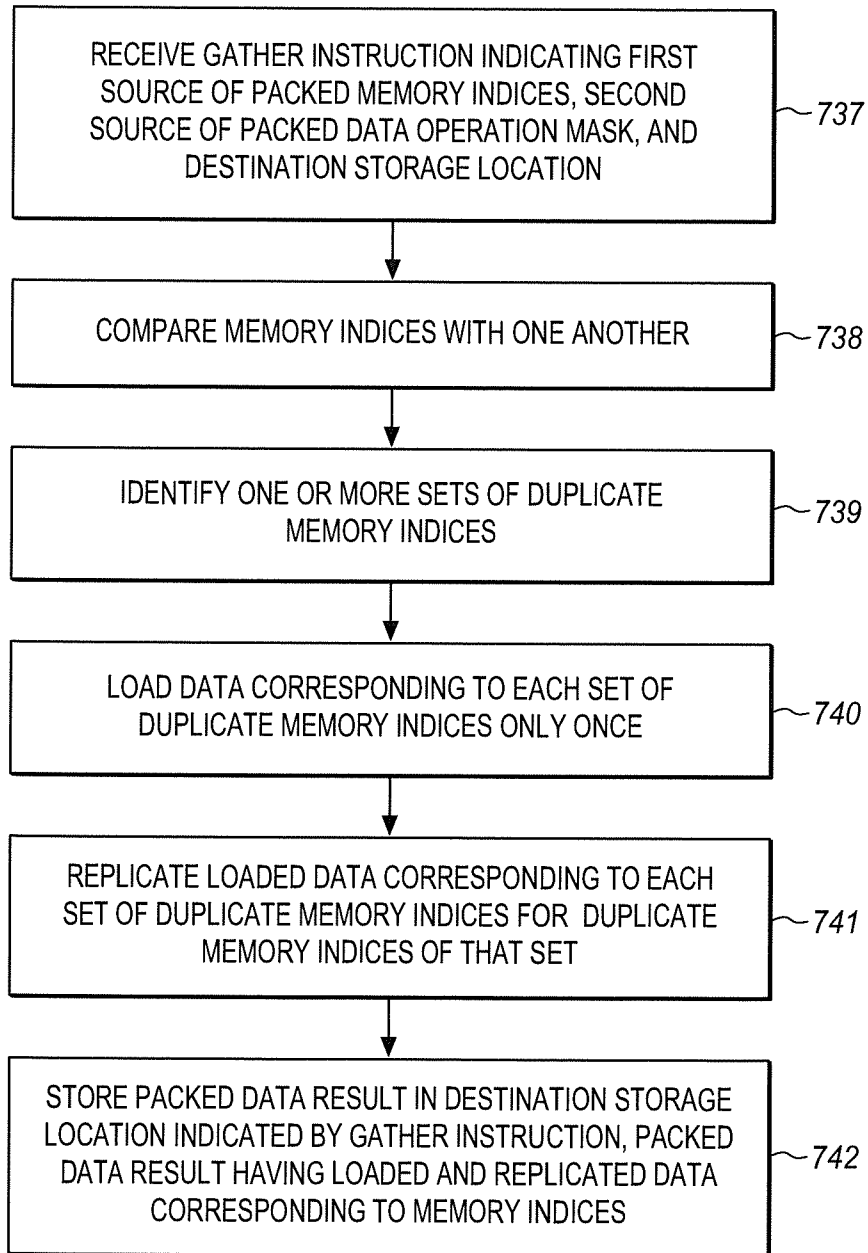 RECEIVE GATHER INSTRUCTION INDICATING FIRST
SOURCE OF PACKED MEMORY INDICES, SECOND
SOURCE OF PACKED DATA OPERATION MASK, AND
DESTINATION STORAGE LOCATION
737
COMPARE MEMORY INDICES WITH ONE ANOTHER
738
IDENTIFY ONE OR MORE SETS OF DUPLICATE
MEMORY INDICES
739
LOAD DATA CORRESPONDING TO EACH SET OF
DUPLICATE MEMORY INDICES ONLY ONCE
740
REPLICATE LOADED DATA CORRESPONDING TO EACH
SET OF DUPLICATE MEMORY INDICES FOR DUPLICATE
MEMORY INDICES OF THAT SET
741
STORE PACKED DATA RESULT IN DESTINATION STORAGE
LOCATION INDICATED BY GATHER INSTRUCTION, PACKED
DATA RESULT HAVING LOADED AND REPLICATED DATA
CORRESPONDING TO MEMORY INDICES
742